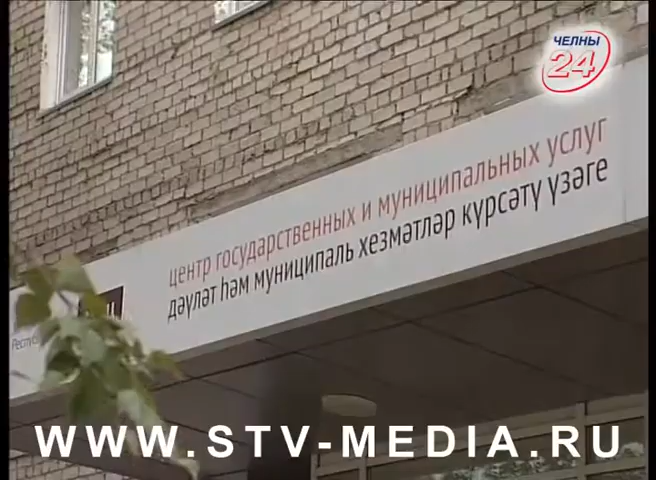 ЧЕЛНЫ
24
центр государственных и муниципальных услуг
дәүләт һәм муниципаль хезмәтләр күрсәтү үзәге
WWW.STV-MEDIA.RU